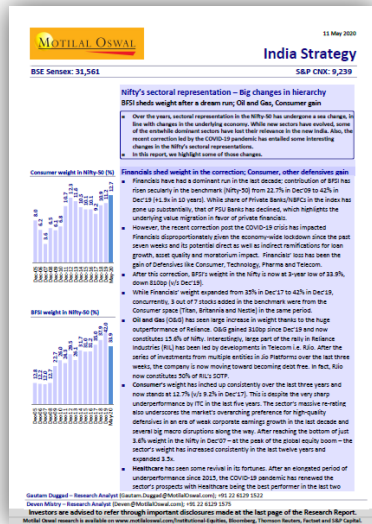 11 May 2020
MOTILAL OSWAL
India Strategy
BSE Sensex: 31,561
S&P CNX: 9,239
Nifty's sectoral representation – Big changes in hierarchy
BFSI sheds weight after a dream run; Oil and Gas, Consumer gain
Over the years, sectoral representation in the Nifty-50 has undergone a sea change, in
line with changes in the underlying economy. While new sectors have evolved, some
of the erstwhile dominant sectors have lost their relevance in the new India. Also, the
recent correction led by the COVID-19 pandemic has entailed some interesting
changes in the Nifty's sectoral representations.
In this report, we highlight some of those changes.
Consumer weight in Nifty-50 (%)
BFSI weight in Nifty-50 (%)
Financials shed weight in the correction; Consumer, other defensives gain
Financials have had a dominant run in the last decade; contribution of BFSI has
risen secularly in the benchmark (Nifty-50) from 22.7% in Dec'09 to 42% in
Dec'19 (+1.9x in 10 years). While share of Private Banks/NBFCs in the index has
gone up substantially, that of PSU Banks has declined, which highlights the
underlying value migration in favor of private financials.
However, the recent correction post the COVID-19 crisis has impacted
Financials disproportionately given the economy-wide lockdown since the past
seven weeks and its potential direct as well as indirect ramifications for loan
growth, asset quality and moratorium impact. Financials' loss has been the
gain of Defensives like Consumer, Technology, Pharma and Telecom.
After this correction, BFSI's weight in the Nifty is now at 3-year low of 33.9%,
down 810bp (v/s Dec'19).
While Financials' weight expanded from 35% in Dec'17 to 42% in Dec'19,
concurrently, 3 out of 7 stocks added in the benchmark were from the
Consumer space (Titan, Britannia and Nestle) in the same period.
Oil and Gas (O&G) has seen large increase in weight thanks to the huge
outperformance of Reliance. O&G gained 310bp since Dec'19 and now
constitutes 15.6% of Nifty. Interestingly, large part of the rally in Reliance
Industries (RIL) has been led by developments in Telecom i.e. RJio. After the
series of investments from multiple entities in Jio Platforms over the last three
weeks, the company is now moving toward becoming debt free. In fact, RJio
now constitutes 50% of RIL's SOTP.
Consumer's weight has inched up consistently over the last three years and
now stands at 12.7% (v/s 9.2% in Dec'17). This is despite the very sharp
underperformance by ITC in the last five years. The sector's massive re-rating
also underscores the market's overarching preference for high-quality
defensives in an era of weak corporate earnings growth in the last decade and
several big macro disruptions along the way. After reaching the bottom of just
3.6% weight in the Nifty in Dec'07 – at the peak of the global equity boom – the
sector's weight has increased consistently in the last twelve years and
expanded 3.5x.
Healthcare has seen some revival in its fortunes. After an elongated period of
underperformance since 2015, the COVID-19 pandemic has renewed the
sector's prospects with Healthcare being the best performer in the last two
Gautam Duggad – Research Analyst (Gautam.Duggad@MotilalOswal.com); +91 22 6129 1522
Deven Mistry – Research Analyst (Deven@MotilalOswal.com); +91 22 6129 1575
Investors are advised to refer through important disclosures made at the last page of the Research Report.
Motilal Oswal research is available on www.motilaloswal.com/Institutional-Equities, Bloomberg, Thomson Reuters, Factset and S&P Capital.